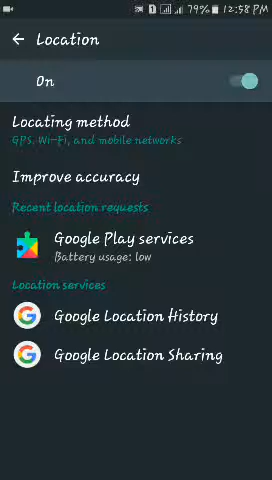 79% 12:58 PM
Location
On
Locating method
GPS, Wi-Fi, and mobile networks
Improve accuracy
Recent location requests
Google Play services
Battery usage: low
Location services
Google Location History
Google Location Sharing